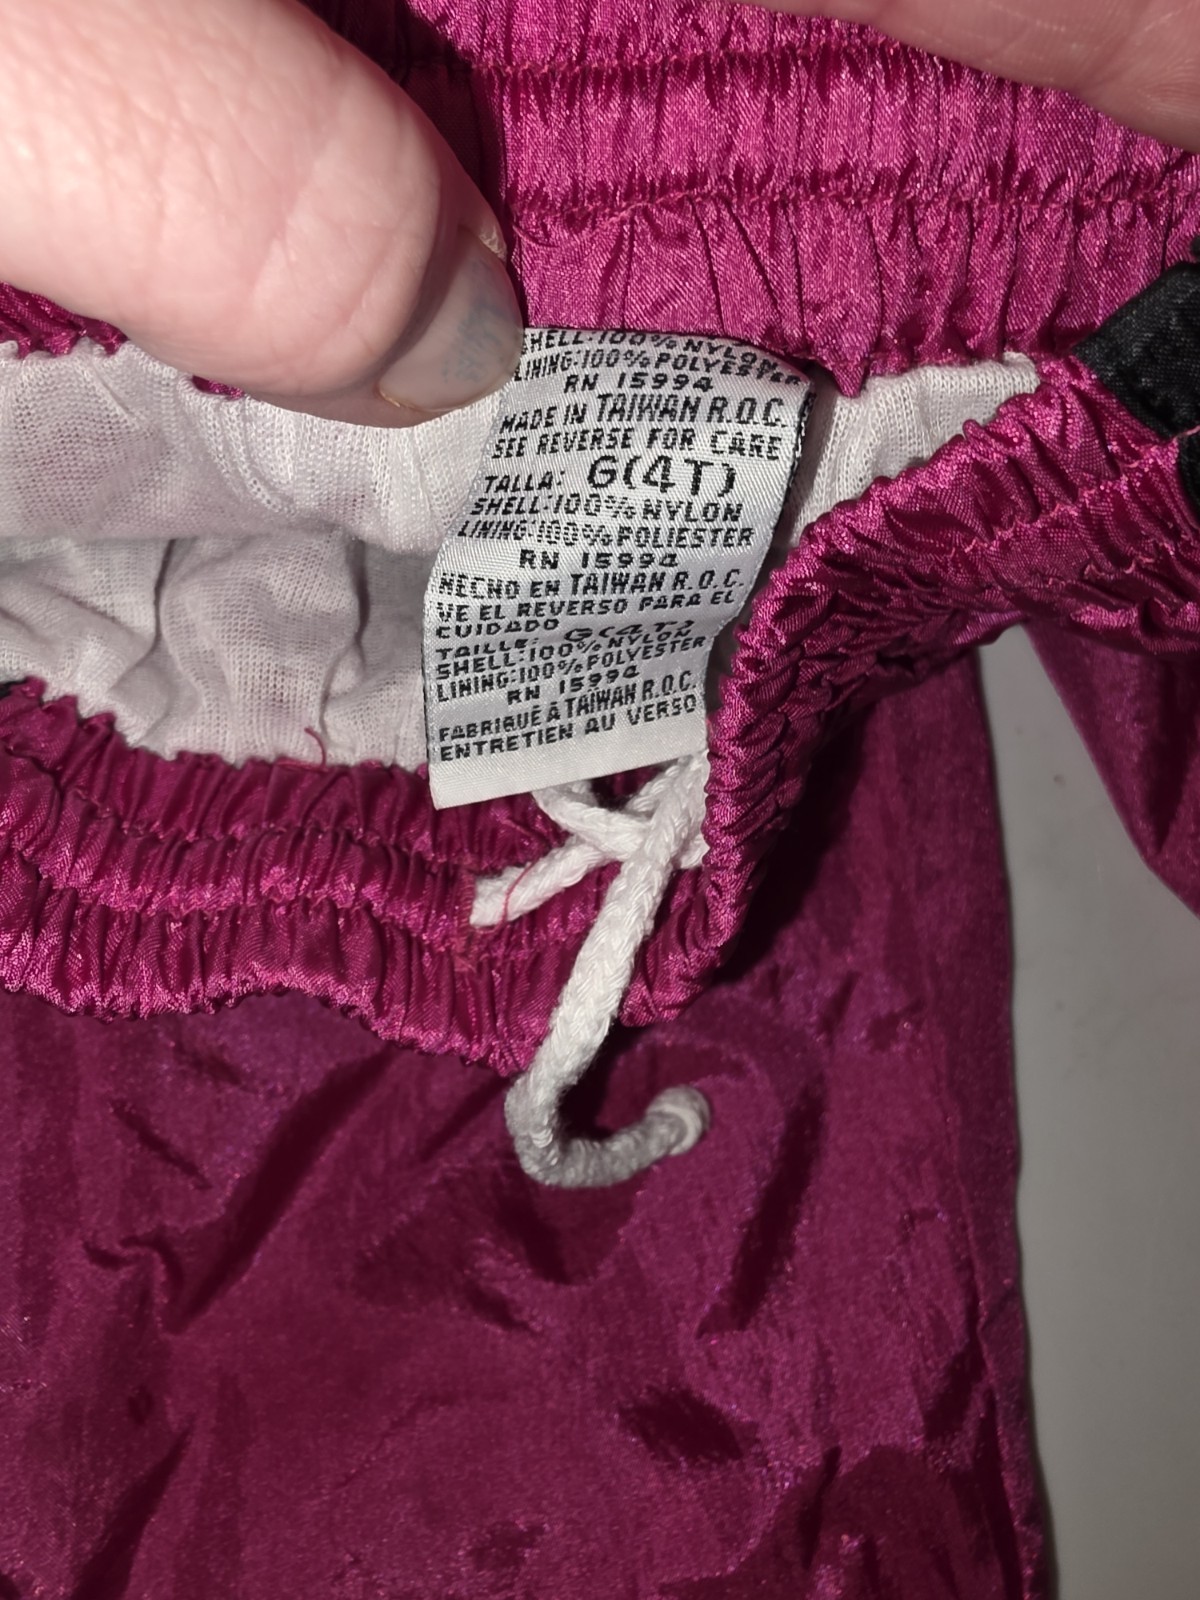 SHELL:100%NYLON
LINING:100%POLYESTER
RN 15994
MADE IN TAIWAN R.O.C.
SEE REVERSE FOR CARE
TALLA: G(4T)
SHELL:100%NYLON
LINING:100%POLIESTER
RN 15994
HECHO EN TAIWAN R.O.C.
VE EL REVERSO PARA EL
CUIDADO
TAILLE: G(4T)
SHELL:100%NYLON
LINING:100%POLYESTER
RN 15994
FABRIQUÉ À TAIWAN R.O.C.
ENTRETIEN AU VERSO